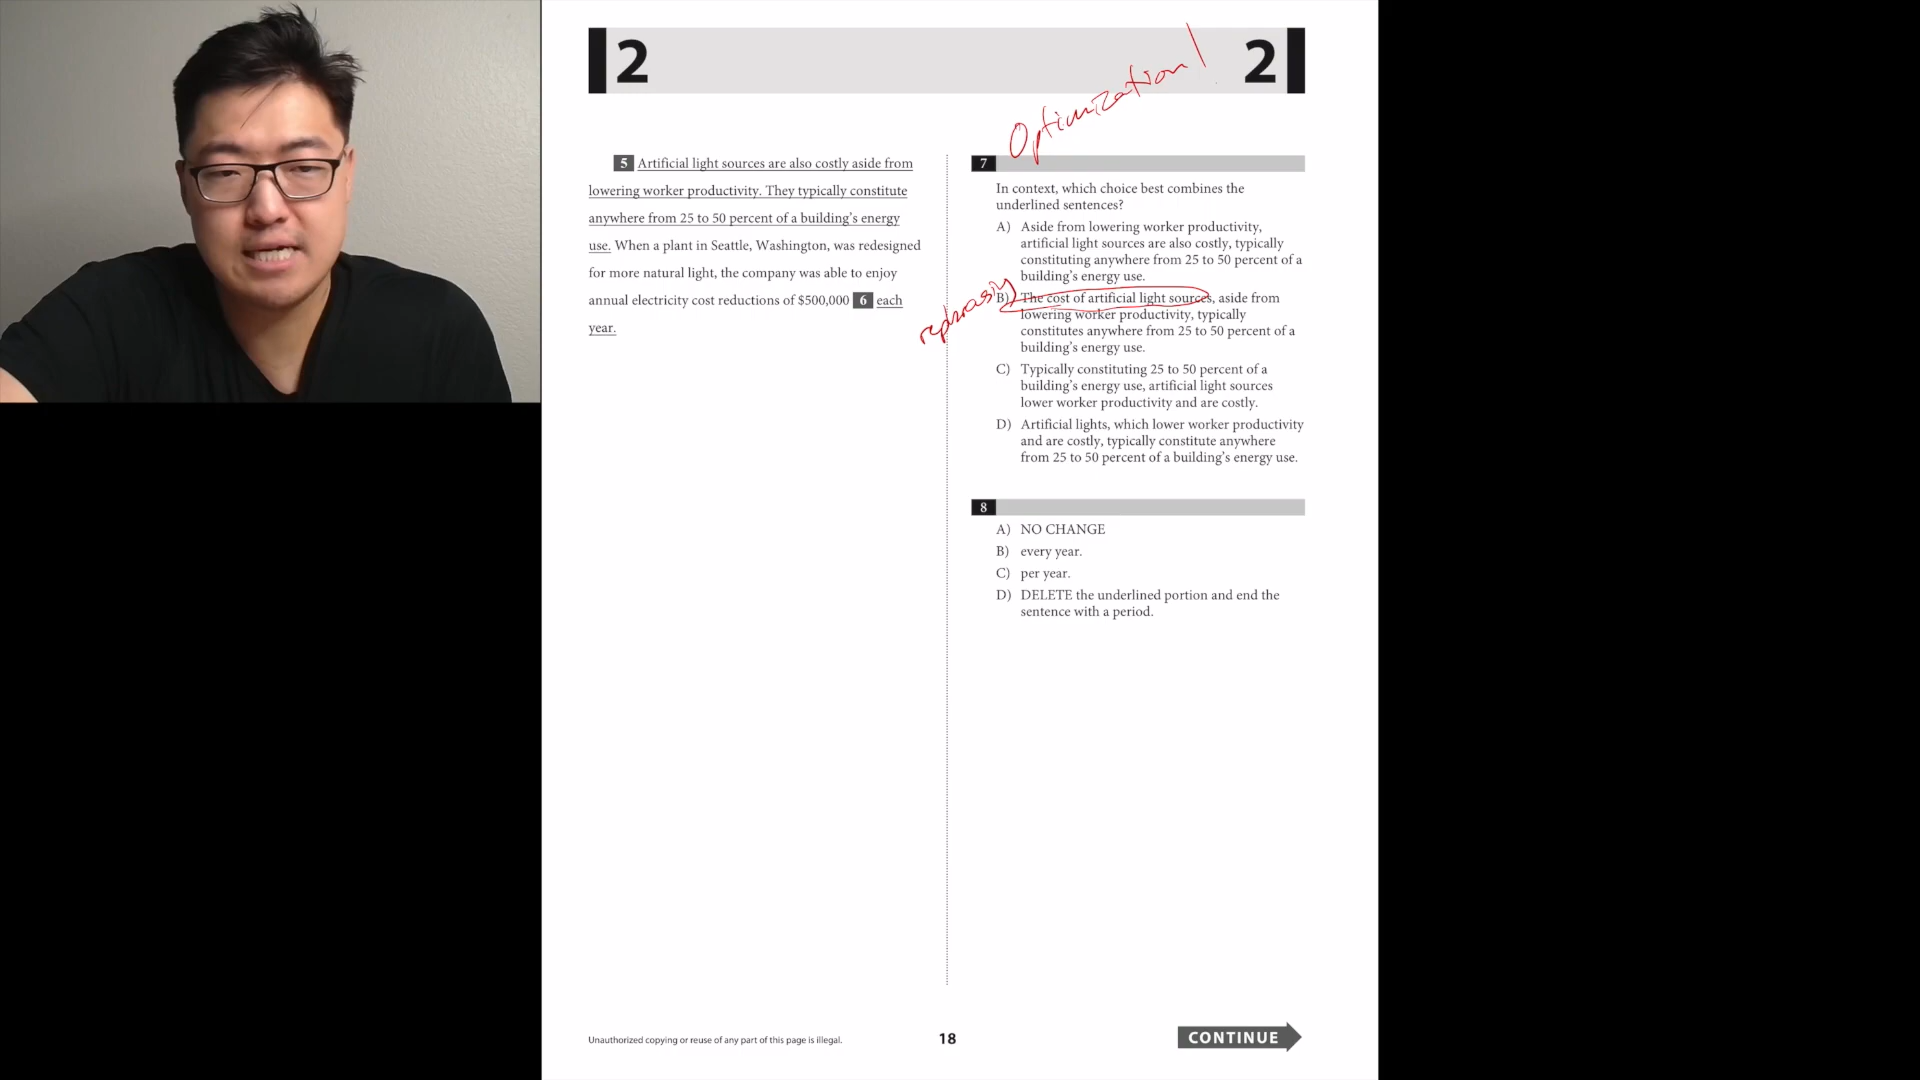 2
2
Optimization!
5 Artificial light sources are also costly aside from
lowering worker productivity. They typically constitute
anywhere from 25 to 50 percent of a building's energy
use. When a plant in Seattle, Washington, was redesigned
for more natural light, the company was able to enjoy
annual electricity cost reductions of $500,000 6 each
year.
7
In context, which choice best combines the
underlined sentences?
A) Aside from lowering worker productivity,
artificial light sources are also costly, typically
constituting anywhere from 25 to 50 percent of a
building's energy use.
rephrasing
B) The cost of artificial light sources, aside from
lowering worker productivity, typically
constitutes anywhere from 25 to 50 percent of a
building's energy use.
C) Typically constituting 25 to 50 percent of a
building's energy use, artificial light sources
lower worker productivity and are costly.
D) Artificial lights, which lower worker productivity
and are costly, typically constitute anywhere
from 25 to 50 percent of a building's energy use.
8
A) NO CHANGE
B) every year.
C) per year.
D) DELETE the underlined portion and end the
sentence with a period.
Unauthorized copying or reuse of any part of this page is illegal.
18
CONTINUE